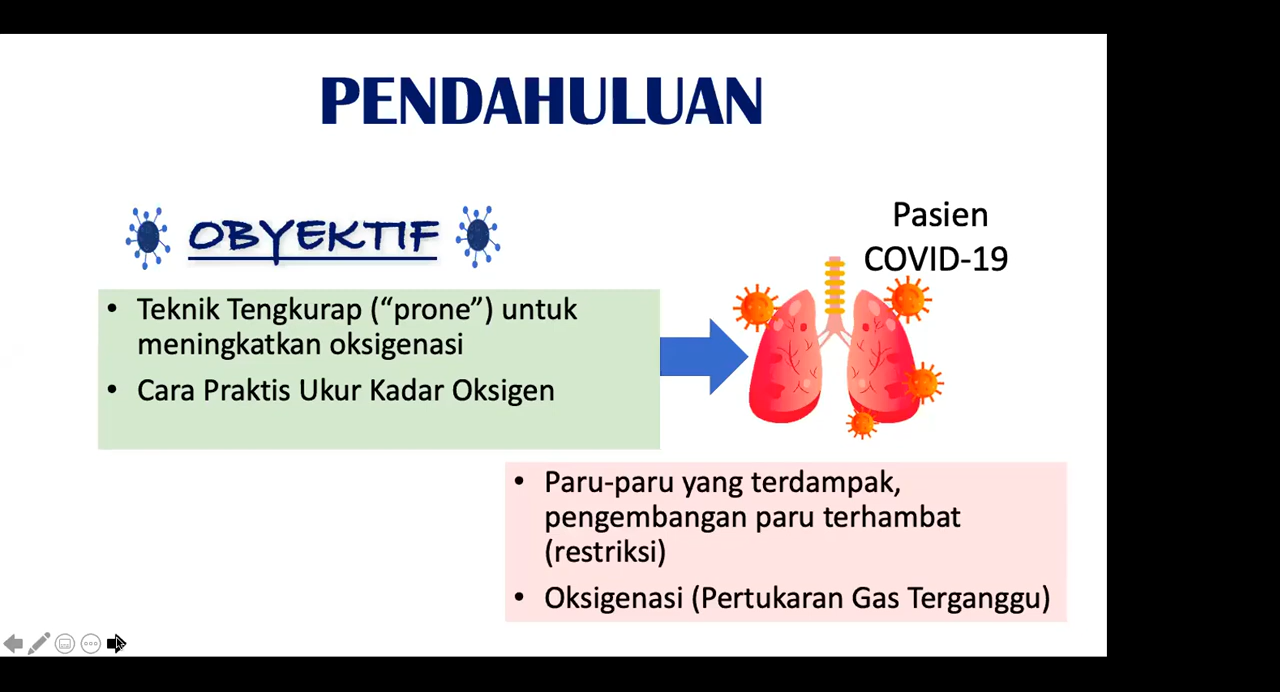 PENDAHULUAN
OBYEKTIF
• Teknik Tengkurap (“prone”) untuk
meningkatkan oksigenasi
• Cara Praktis Ukur Kadar Oksigen
Pasien
COVID-19
• Paru-paru yang terdampak,
pengembangan paru terhambat
(restriksi)
• Oksigenasi (Pertukaran Gas Terganggu)